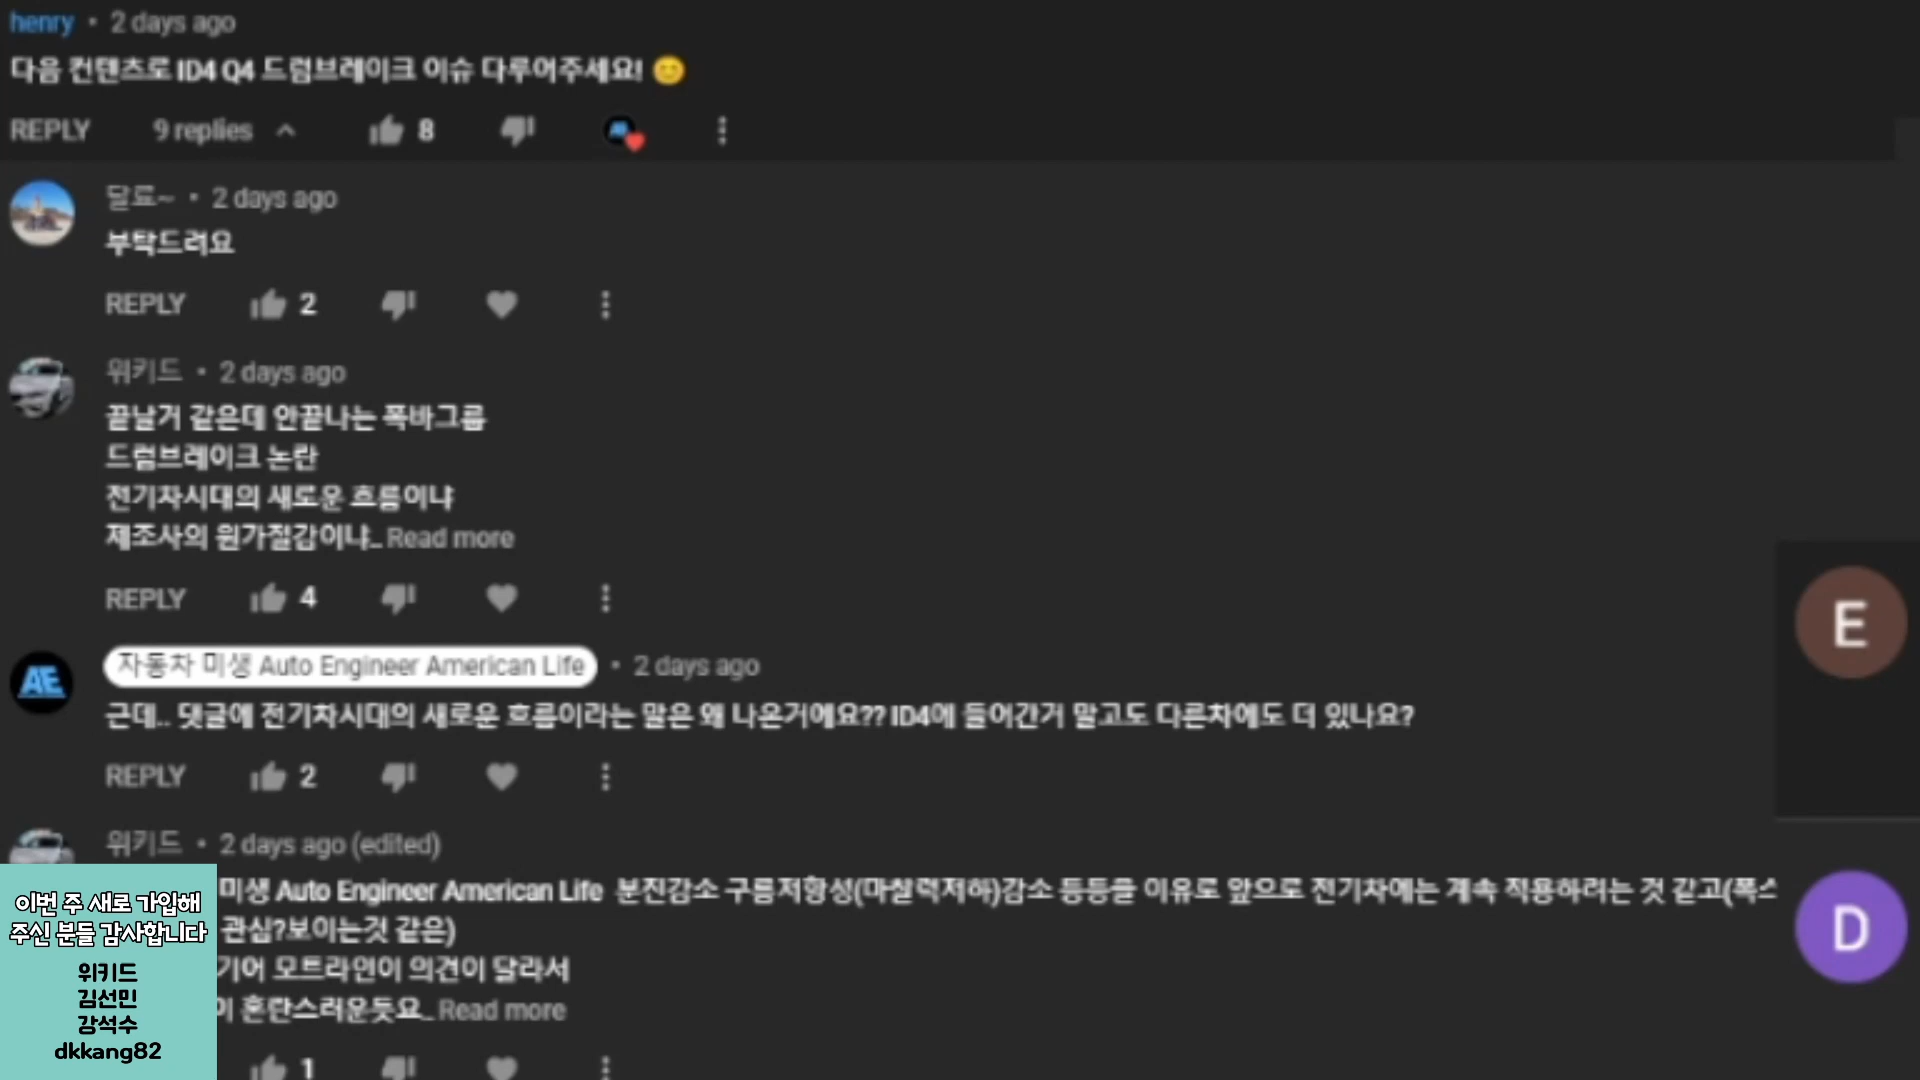 henry • 2 days ago
다음 컨텐츠로 ID4 Q4 드럼브레이크 이슈 다루어주세요! 😊
REPLY 9 replies 8
달료~ • 2 days ago
부탁드려요
REPLY 2
위키드 • 2 days ago
끝날거 같은데 안끝나는 폭바그룹
드럼브레이크 논란
전기차시대의 새로운 흐름이냐
제조사의 원가절감이냐... Read more
REPLY 4
AE
자동차 미생 Auto Engineer American Life • 2 days ago
근데.. 댓글에 전기차시대의 새로운 흐름이라는 말은 왜 나온거에요?? ID4에 들어간거 말고도 다른차에도 더 있나요?
REPLY 2
위키드 • 2 days ago (edited)
미생 Auto Engineer American Life 분진감소 구름저항성(마찰력저하)감소 등등을 이유로 앞으로 전기차에는 계속 적용하려는 것 같고(폭스
관심?보이는것 같은)
기어 모트라인이 의견이 달라서
이 혼란스러운듯요... Read more
1
이번 주 새로 가입해
주신 분들 감사합니다
위키드
김선민
강석수
dkkang82
E
D